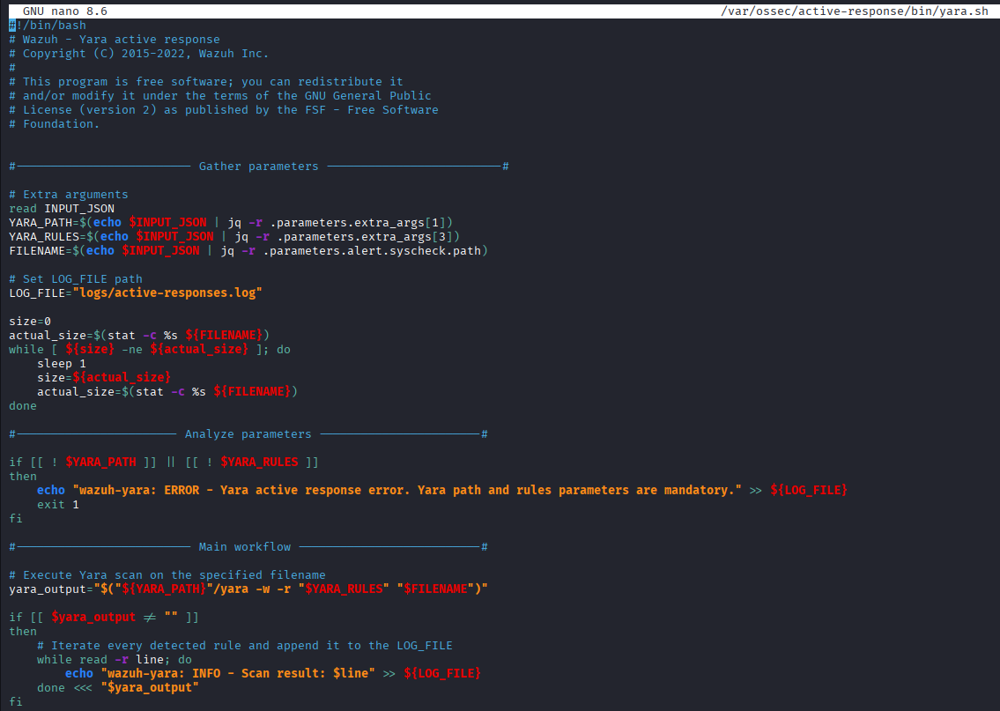 GNU nano 8.6 /var/ossec/active-response/bin/yara.sh
#!/bin/bash
# Wazuh - Yara active response
# Copyright (C) 2015-2022, Wazuh Inc.
#
# This program is free software; you can redistribute it
# and/or modify it under the terms of the GNU General Public
# License (version 2) as published by the FSF - Free Software
# Foundation.
#------------------------- Gather parameters -------------------------#
# Extra arguments
read INPUT_JSON
YARA_PATH=$(echo $INPUT_JSON | jq -r .parameters.extra_args[1])
YARA_RULES=$(echo $INPUT_JSON | jq -r .parameters.extra_args[3])
FILENAME=$(echo $INPUT_JSON | jq -r .parameters.alert.syscheck.path)
# Set LOG_FILE path
LOG_FILE="logs/active-responses.log"
size=0
actual_size=$(stat -c %s ${FILENAME})
while [ ${size} -ne ${actual_size} ]; do
    sleep 1
    size=${actual_size}
    actual_size=$(stat -c %s ${FILENAME})
done
#----------------------- Analyze parameters -----------------------#
if [[ ! $YARA_PATH ]] || [[ ! $YARA_RULES ]]
then
    echo "wazuh-yara: ERROR - Yara active response error. Yara path and rules parameters are mandatory." >> ${LOG_FILE}
    exit 1
fi
#------------------------- Main workflow --------------------------#
# Execute Yara scan on the specified filename
yara_output="$("${YARA_PATH}"/yara -w -r "$YARA_RULES" "$FILENAME")"
if [[ $yara_output != "" ]]
then
    # Iterate every detected rule and append it to the LOG_FILE
    while read -r line; do
        echo "wazuh-yara: INFO - Scan result: $line" >> ${LOG_FILE}
    done <<< "$yara_output"
fi